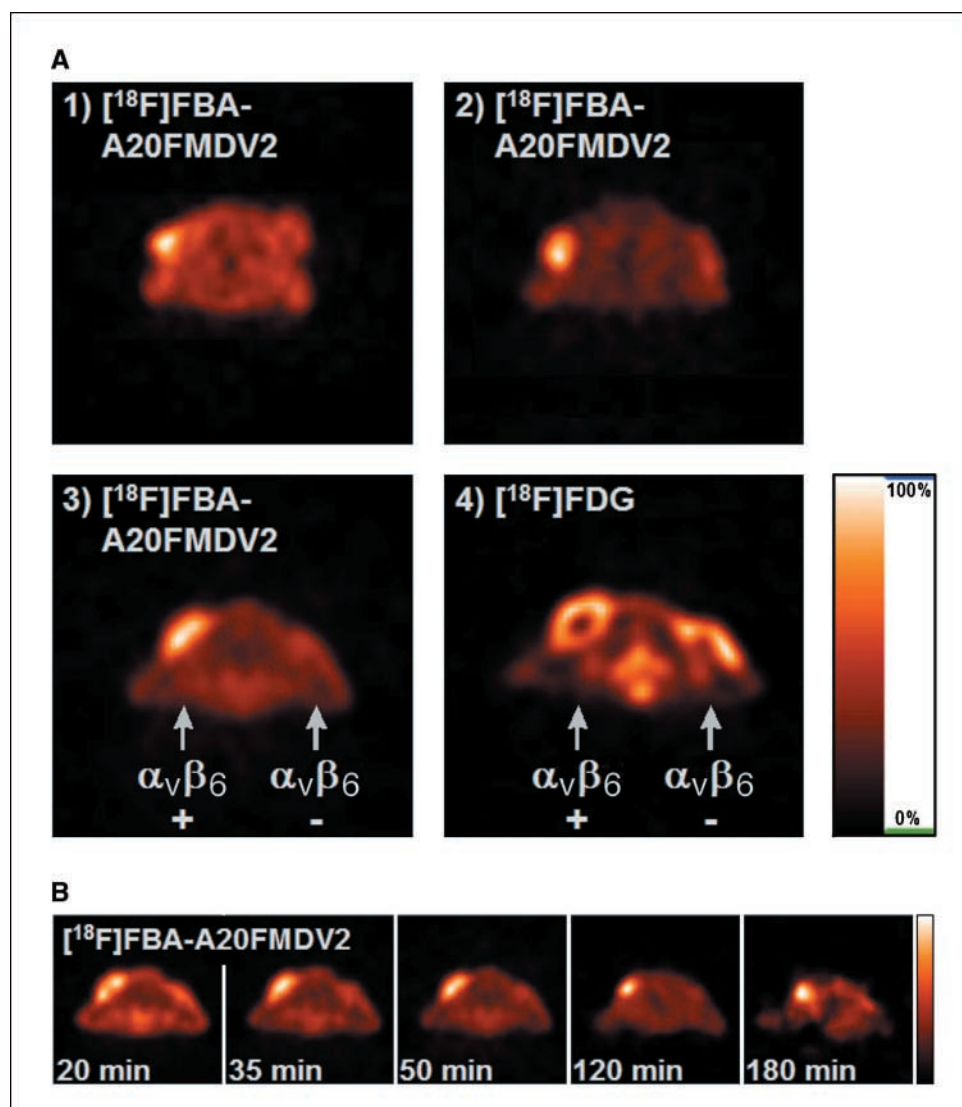 A
1) [¹⁸F]FBA-
A20FMDV2
2) [¹⁸F]FBA-
A20FMDV2
3) [¹⁸F]FBA-
A20FMDV2
αᵥβ₆
+
αᵥβ₆
-
4) [¹⁸F]FDG
αᵥβ₆
+
αᵥβ₆
-
100%
0%
B
[¹⁸F]FBA-A20FMDV2
20 min
35 min
50 min
120 min
180 min